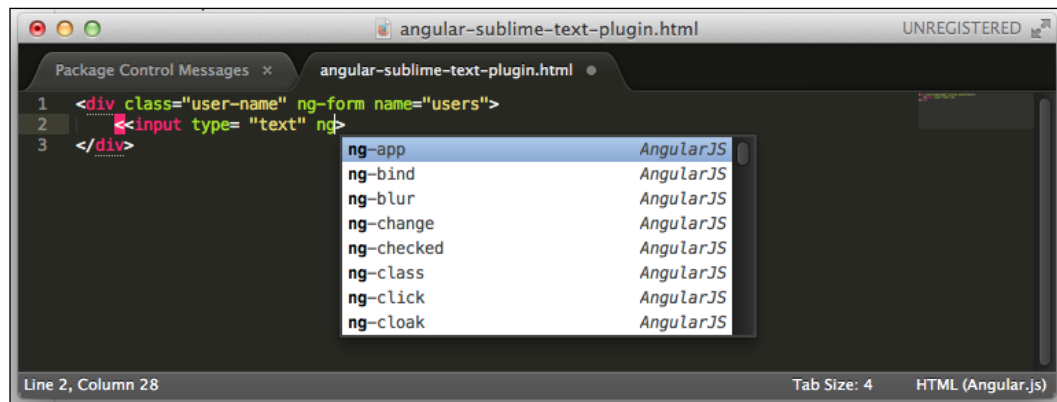 angular-sublime-text-plugin.html UNREGISTERED
Package Control Messages × angular-sublime-text-plugin.html
1 <div class="user-name" ng-form name="users">
2 <<input type= "text" ng>
3 </div>
ng-app AngularJS
ng-bind AngularJS
ng-blur AngularJS
ng-change AngularJS
ng-checked AngularJS
ng-class AngularJS
ng-click AngularJS
ng-cloak AngularJS
Line 2, Column 28 Tab Size: 4 HTML (Angular.js)